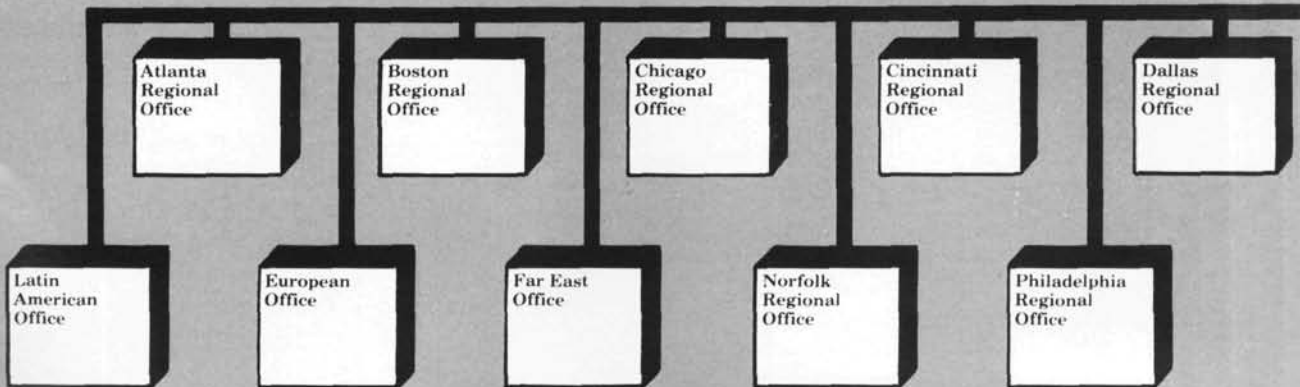 Atlanta
Regional
Office
Boston
Regional
Office
Chicago
Regional
Office
Cincinnati
Regional
Office
Dallas
Regional
Office
Latin
American
Office
European
Office
Far East
Office
Norfolk
Regional
Office
Philadelphia
Regional
Office